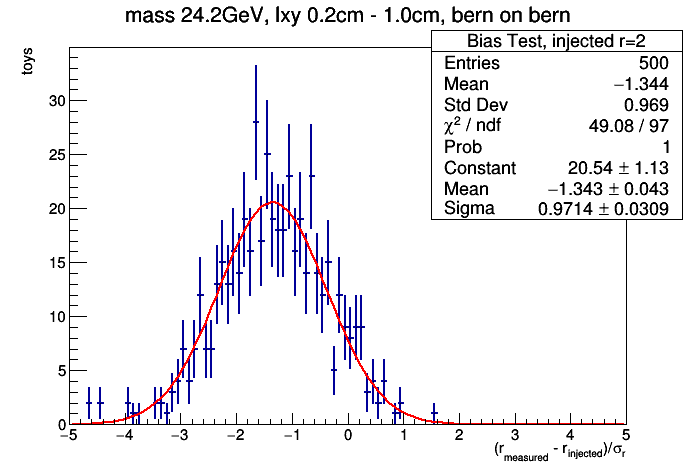 mass 24.2GeV, lxy 0.2cm - 1.0cm, bern on bern
Bias Test, injected r=2
Entries 500
Mean −1.344
Std Dev 0.969
χ² / ndf 49.08 / 97
Prob 1
Constant 20.54 ± 1.13
Mean −1.343 ± 0.043
Sigma 0.9714 ± 0.0309
toys
30
25
20
15
10
5
0
−5 −4 −3 −2 −1 0 1 2 3 4 5
(r_measured - r_injected)/σ_r